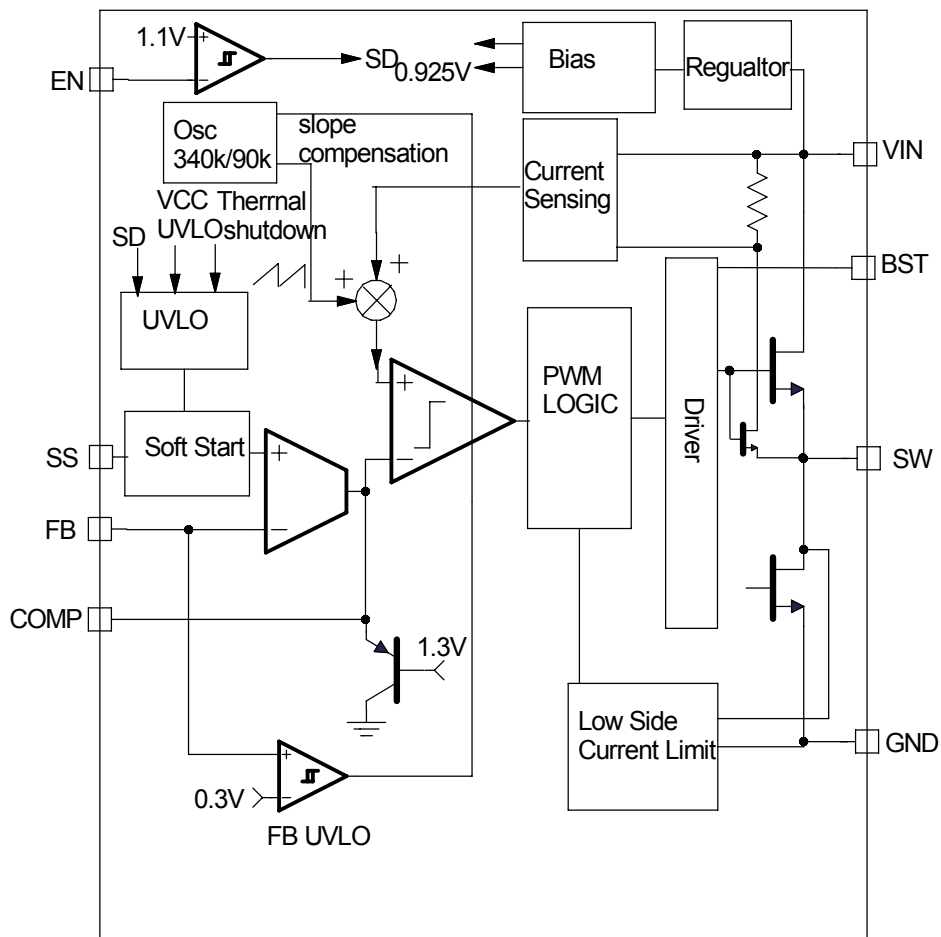 1.1V
+
−
EN
SD
0.925V
Bias
Regualtor
Osc
340k/90k
slope
compensation
Current
Sensing
VIN
VCC
UVLO
Therrnal
shutdown
SD
+
+
BST
UVLO
+
−
PWM
LOGIC
Driver
SS
Soft Start
+
−
SW
FB
COMP
1.3V
Low Side
Current Limit
GND
+
0.3V
−
FB UVLO